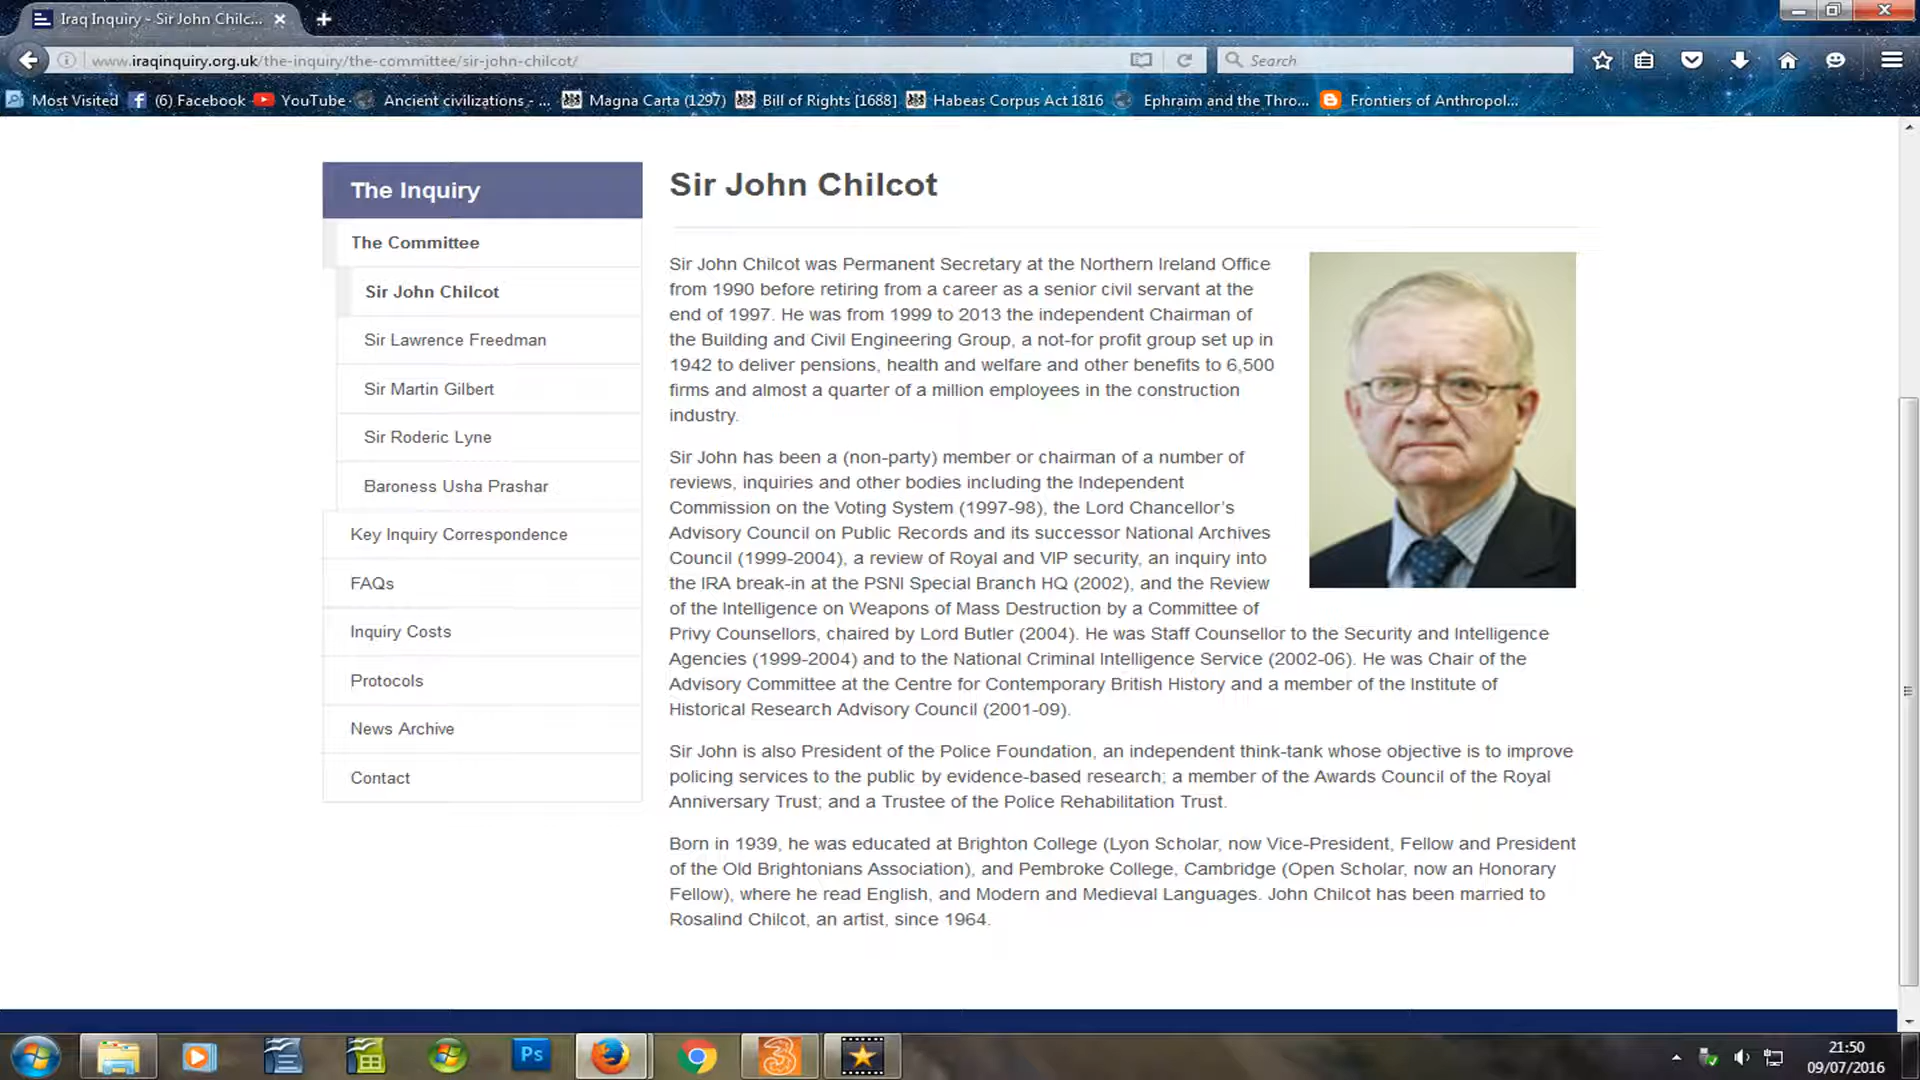 Iraq Inquiry - Sir John Chilc...
www.iraqinquiry.org.uk/the-inquiry/the-committee/sir-john-chilcot/
Search
Most Visited
(6) Facebook
YouTube
Ancient civilizations - ...
Magna Carta (1297)
Bill of Rights [1688]
Habeas Corpus Act 1816
Ephraim and the Thro...
Frontiers of Anthropol...
The Inquiry
The Committee
Sir John Chilcot
Sir Lawrence Freedman
Sir Martin Gilbert
Sir Roderic Lyne
Baroness Usha Prashar
Key Inquiry Correspondence
FAQs
Inquiry Costs
Protocols
News Archive
Contact
Sir John Chilcot
Sir John Chilcot was Permanent Secretary at the Northern Ireland Office
from 1990 before retiring from a career as a senior civil servant at the
end of 1997. He was from 1999 to 2013 the independent Chairman of
the Building and Civil Engineering Group, a not-for profit group set up in
1942 to deliver pensions, health and welfare and other benefits to 6,500
firms and almost a quarter of a million employees in the construction
industry.
Sir John has been a (non-party) member or chairman of a number of
reviews, inquiries and other bodies including the Independent
Commission on the Voting System (1997-98), the Lord Chancellor’s
Advisory Council on Public Records and its successor National Archives
Council (1999-2004), a review of Royal and VIP security, an inquiry into
the IRA break-in at the PSNI Special Branch HQ (2002), and the Review
of the Intelligence on Weapons of Mass Destruction by a Committee of
Privy Counsellors, chaired by Lord Butler (2004). He was Staff Counsellor to the Security and Intelligence
Agencies (1999-2004) and to the National Criminal Intelligence Service (2002-06). He was Chair of the
Advisory Committee at the Centre for Contemporary British History and a member of the Institute of
Historical Research Advisory Council (2001-09).
Sir John is also President of the Police Foundation, an independent think-tank whose objective is to improve
policing services to the public by evidence-based research; a member of the Awards Council of the Royal
Anniversary Trust; and a Trustee of the Police Rehabilitation Trust.
Born in 1939, he was educated at Brighton College (Lyon Scholar, now Vice-President, Fellow and President
of the Old Brightonians Association), and Pembroke College, Cambridge (Open Scholar, now an Honorary
Fellow), where he read English, and Modern and Medieval Languages. John Chilcot has been married to
Rosalind Chilcot, an artist, since 1964.
Ps
3
21:50
09/07/2016